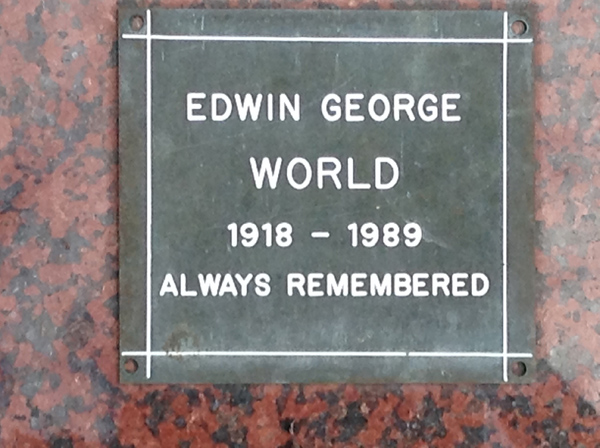 EDWIN GEORGE
WORLD
1918 - 1989
ALWAYS REMEMBERED